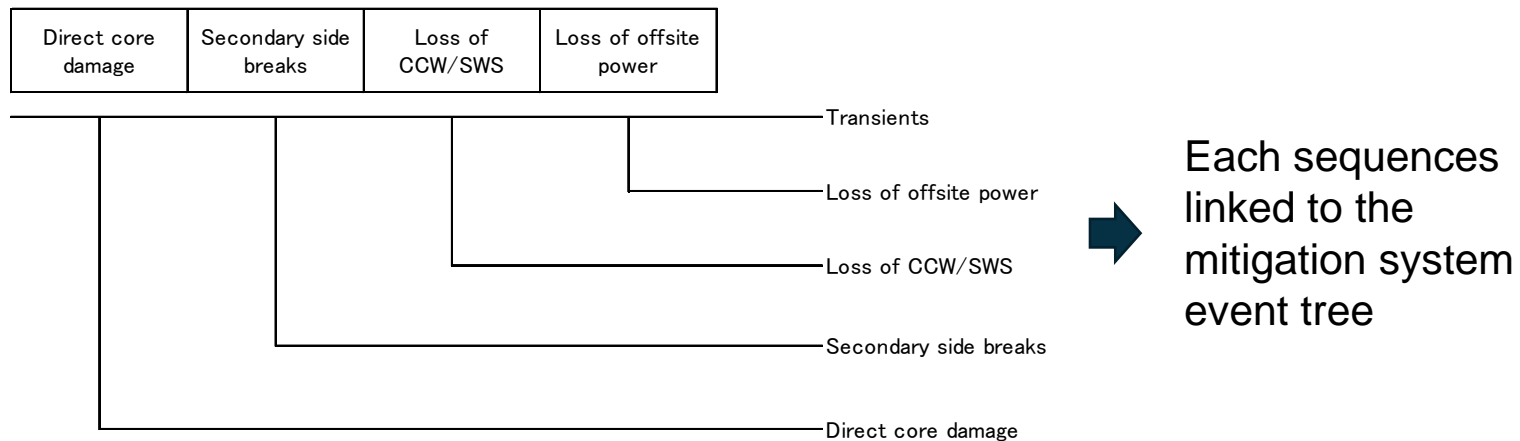 Direct core
damage
Secondary side
breaks
Loss of
CCW/SWS
Loss of offsite
power
Transients
Loss of offsite power
Loss of CCW/SWS
Secondary side breaks
Direct core damage
Each sequences
linked to the
mitigation system
event tree